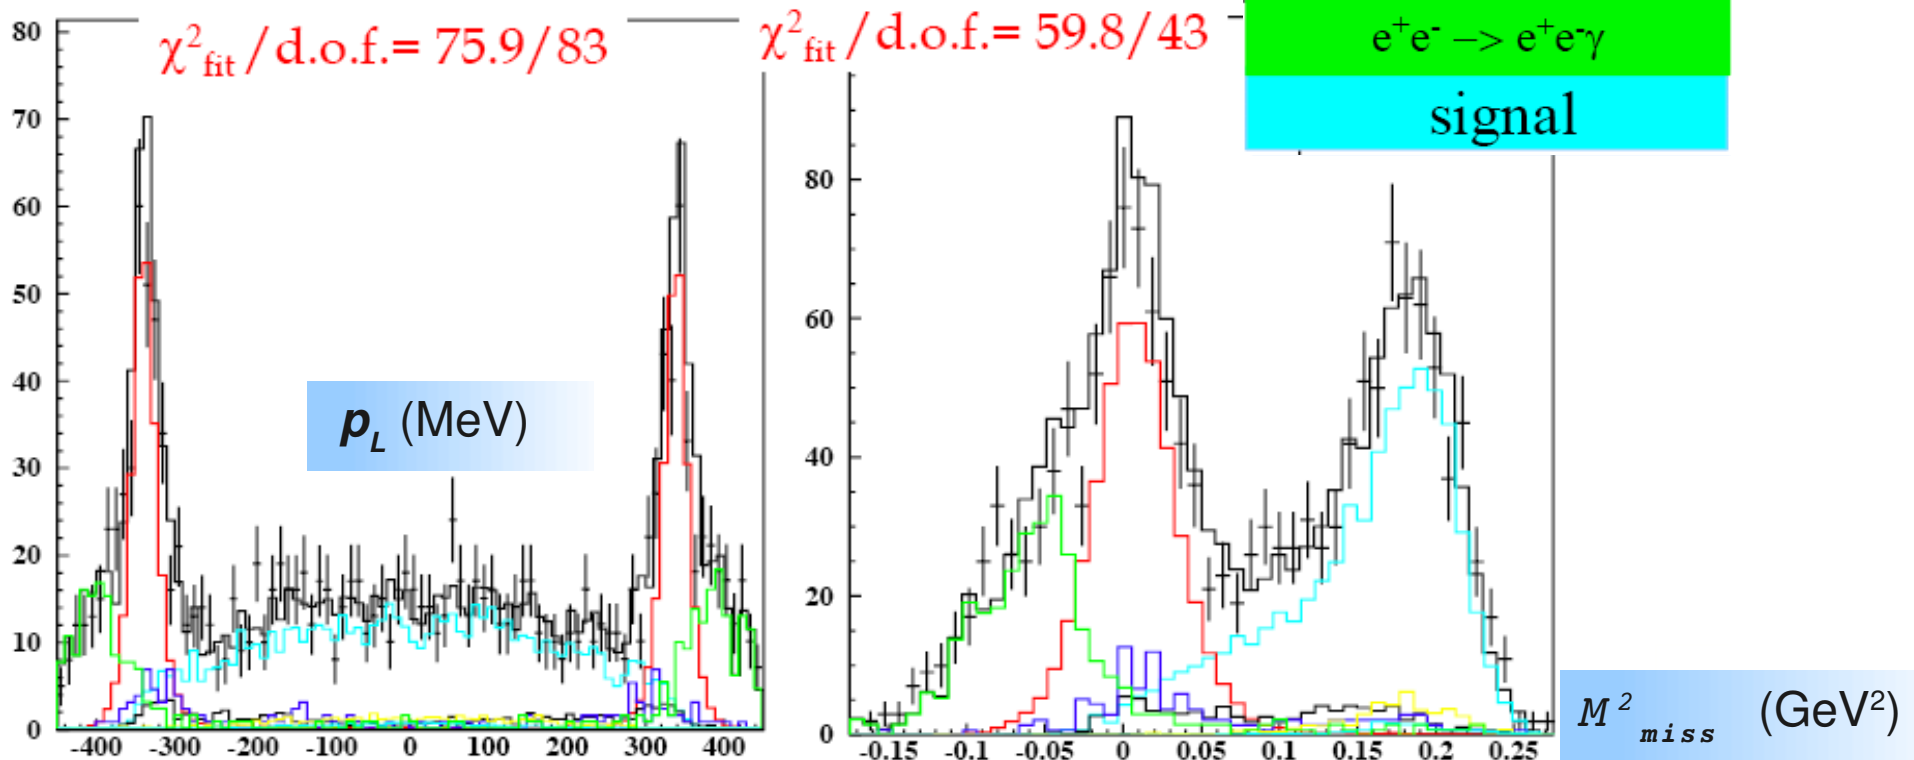 χ²fit/d.o.f.= 75.9/83
χ²fit/d.o.f.= 59.8/43
e⁺e⁻ –> e⁺e⁻γ
signal
80
70
60
50
40
30
20
10
0
pL (MeV)
-400 -300 -200 -100 0 100 200 300 400
80
60
40
20
0
-0.15 -0.1 -0.05 0 0.05 0.1 0.15 0.2 0.25
M²miss (GeV²)